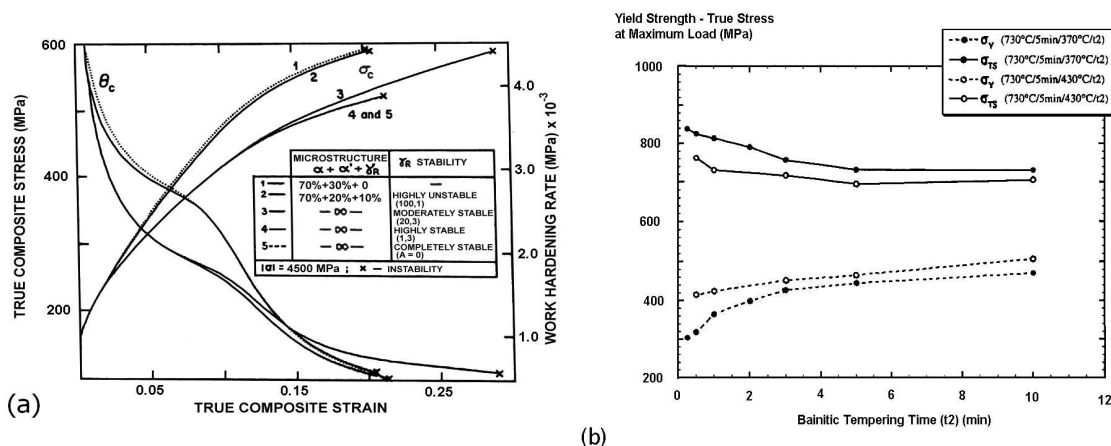 600
400
200
TRUE COMPOSITE STRESS (MPa)
θc
1
2
σc
3
4 and 5
4.0
3.0
2.0
1.0
WORK HARDENING RATE (MPa) × 10⁻³
MICROSTRUCTURE
α + α' + γR
γR STABILITY
1 70%+30%+ 0 —
2 70%+20%+10% HIGHLY UNSTABLE (100,1)
3 — ∞ — MODERATELY STABLE (20,3)
4 — ∞ — HIGHLY STABLE (1,3)
5 — ∞ — COMPLETELY STABLE (A = 0)
|σ| = 4500 MPa ; × — INSTABILITY
0.05 0.15 0.25
TRUE COMPOSITE STRAIN
(a)
Yield Strength - True Stress
at Maximum Load (MPa)
σY (730°C/5min/370°C/t2)
σTS (730°C/5min/370°C/t2)
σY (730°C/5min/430°C/t2)
σTS (730°C/5min/430°C/t2)
1000
800
600
400
200
0 2 4 6 8 10 12
Bainitic Tempering Time (t2) (min)
(b)